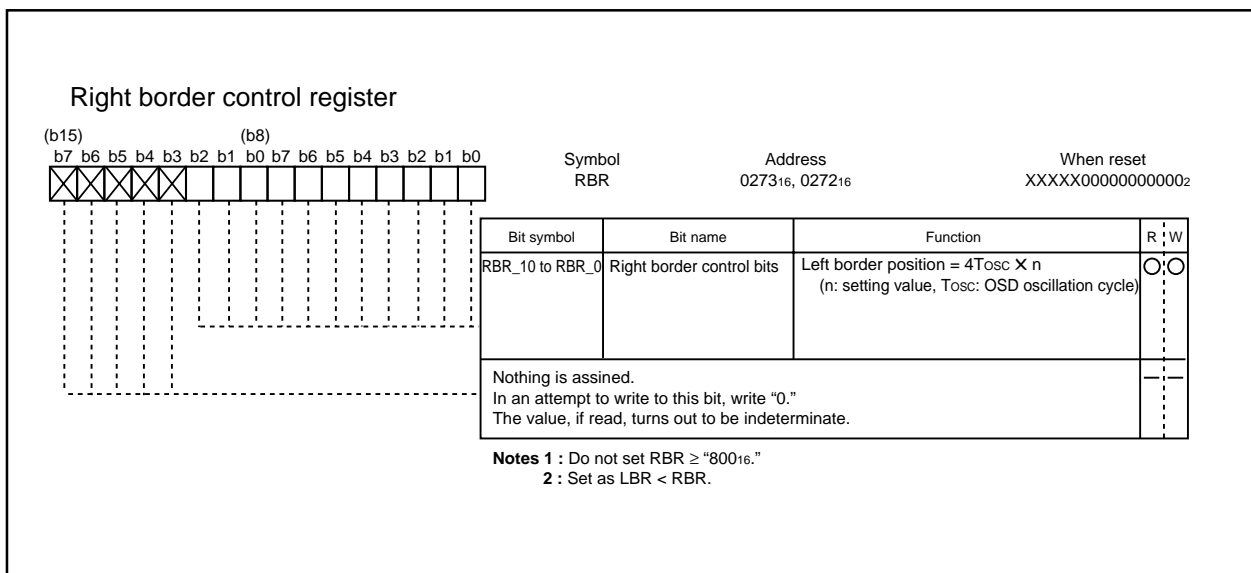 Right border control register
(b15) (b8)
b7 b6 b5 b4 b3 b2 b1 b0 b7 b6 b5 b4 b3 b2 b1 b0
Symbol Address When reset
RBR 027316, 027216 XXXXX000000000002
Bit symbol Bit name Function R W
RBR_10 to RBR_0 Right border control bits Left border position = 4TOSC X n
(n: setting value, TOSC: OSD oscillation cycle)
Nothing is assined.
In an attempt to write to this bit, write “0.”
The value, if read, turns out to be indeterminate.
Notes 1 : Do not set RBR ≥ “80016.”
2 : Set as LBR < RBR.